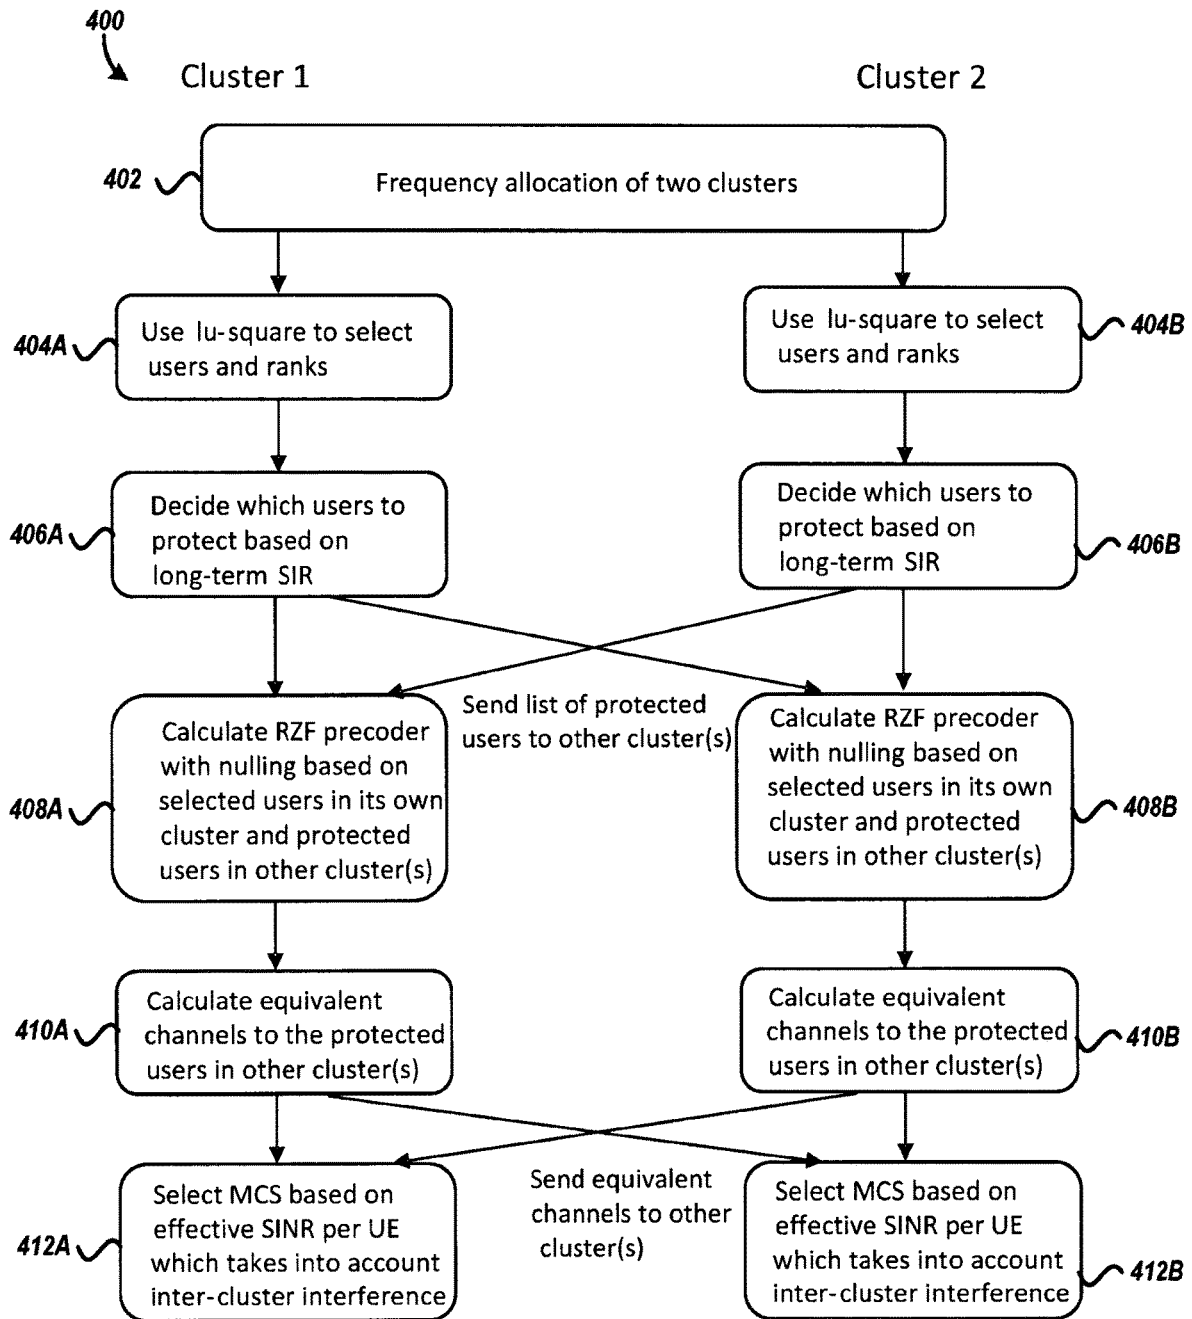 400
Cluster 1
Cluster 2
402
Frequency allocation of two clusters
404A
Use lu-square to select
users and ranks
Use lu-square to select
users and ranks
404B
406A
Decide which users to
protect based on
long-term SIR
Decide which users to
protect based on
long-term SIR
406B
Send list of protected
users to other cluster(s)
408A
Calculate RZF precoder
with nulling based on
selected users in its own
cluster and protected
users in other cluster(s)
Calculate RZF precoder
with nulling based on
selected users in its own
cluster and protected
users in other cluster(s)
408B
410A
Calculate equivalent
channels to the protected
users in other cluster(s)
Calculate equivalent
channels to the protected
users in other cluster(s)
410B
Send equivalent
channels to other
cluster(s)
412A
Select MCS based on
effective SINR per UE
which takes into account
inter-cluster interference
Select MCS based on
effective SINR per UE
which takes into account
inter-cluster interference
412B